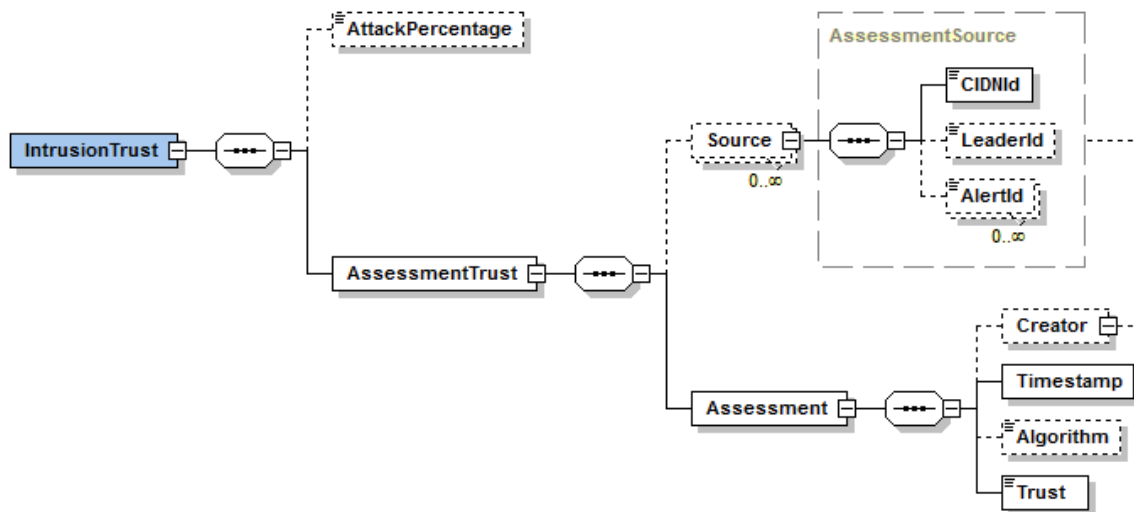 AttackPercentage
AssessmentSource
CIDNId
IntrusionTrust
Source
LeaderId
0..∞
AlertId
0..∞
AssessmentTrust
Creator
Timestamp
Assessment
Algorithm
Trust